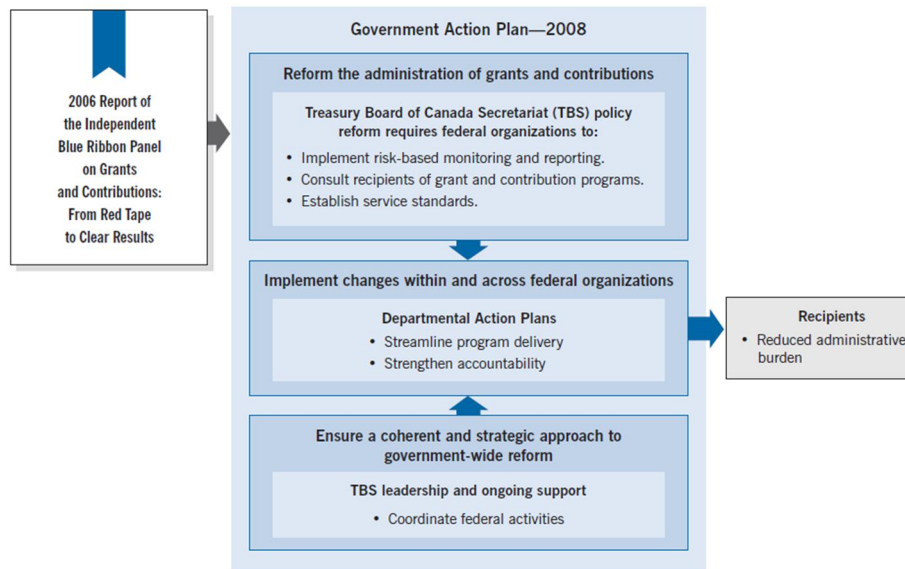 2006 Report of
the Independent
Blue Ribbon Panel
on Grants
and Contributions:
From Red Tape
to Clear Results
Government Action Plan—2008
Reform the administration of grants and contributions
Treasury Board of Canada Secretariat (TBS) policy
reform requires federal organizations to:
• Implement risk-based monitoring and reporting.
• Consult recipients of grant and contribution programs.
• Establish service standards.
Implement changes within and across federal organizations
Departmental Action Plans
• Streamline program delivery
• Strengthen accountability
Ensure a coherent and strategic approach to
government-wide reform
TBS leadership and ongoing support
• Coordinate federal activities
Recipients
• Reduced administrative
burden